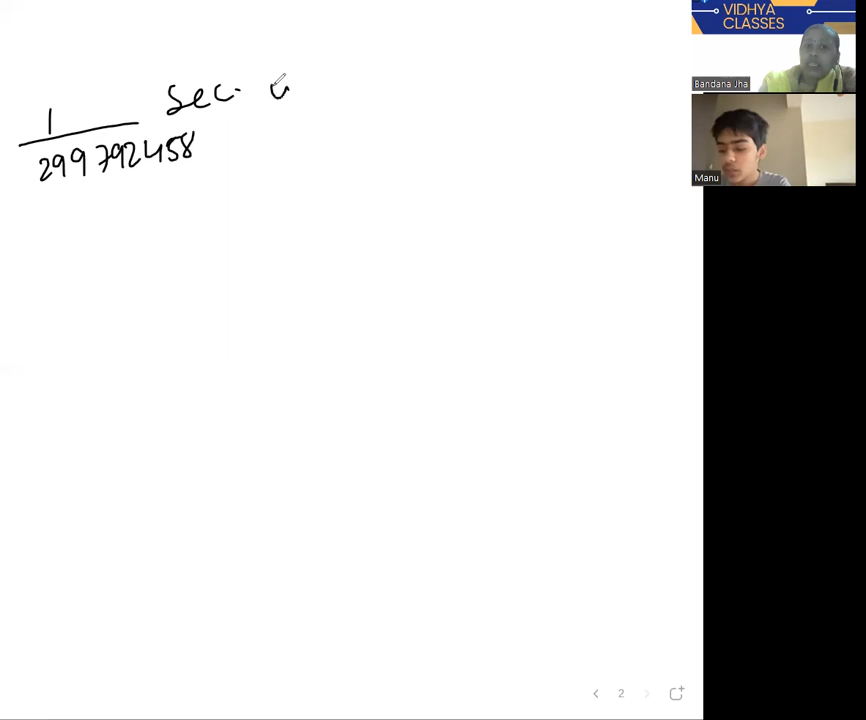 VIDHYA
CLASSES
Bandana Jha
Manu
1 sec.
299792458
2